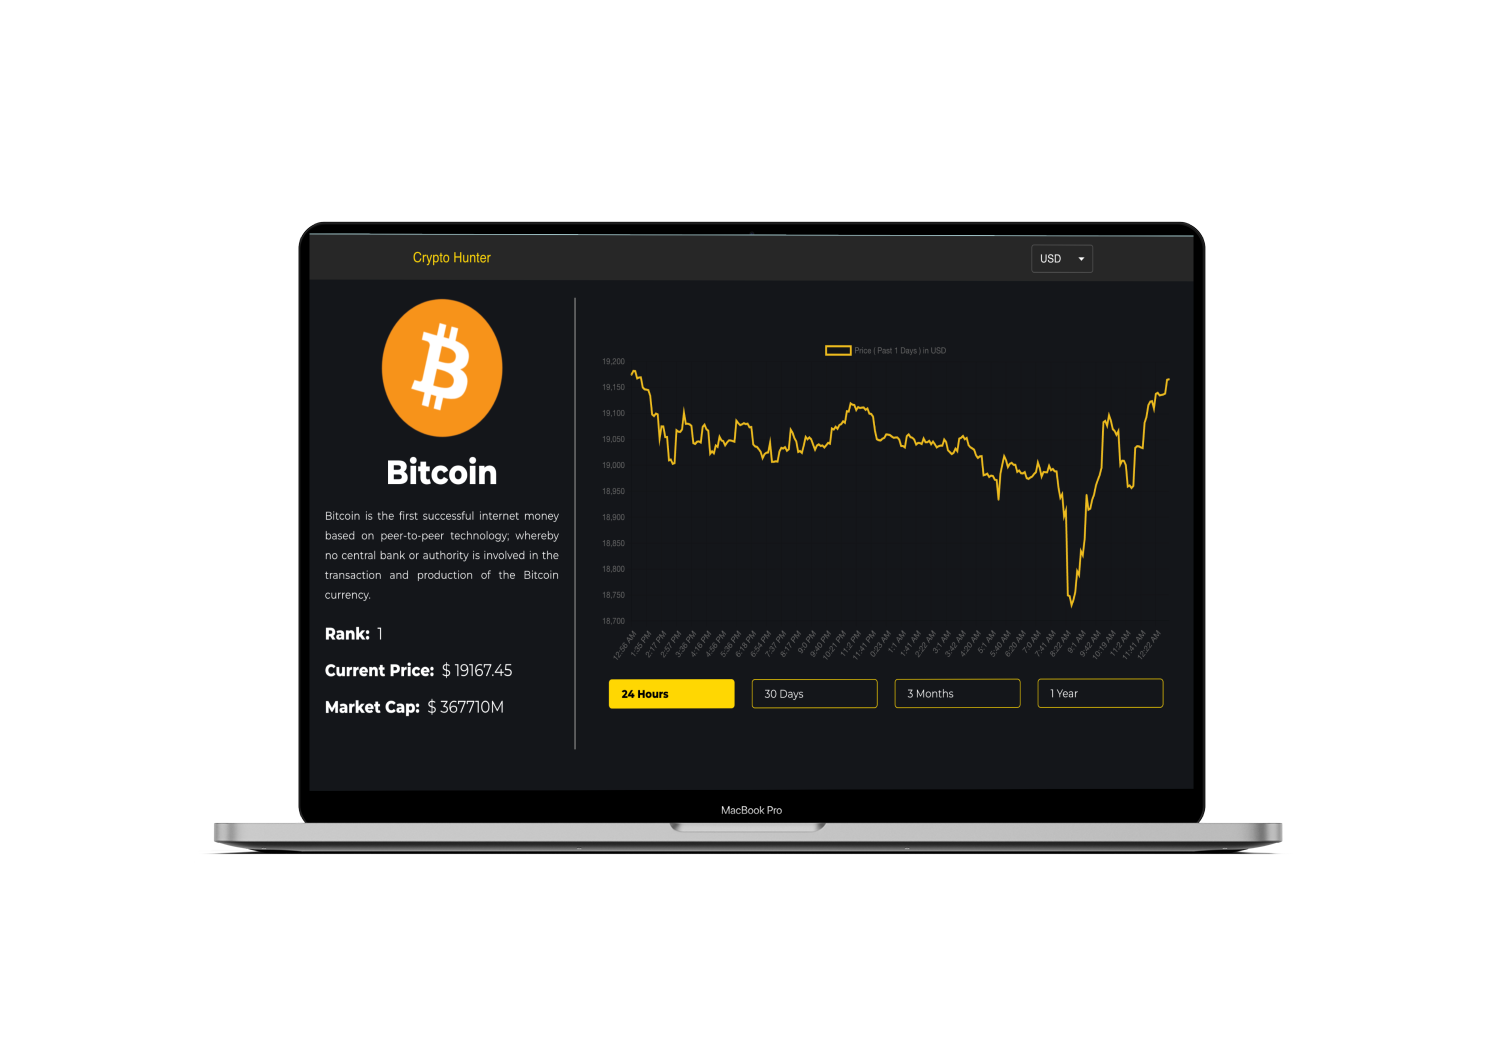 Crypto Hunter
USD
Bitcoin
Bitcoin is the first successful internet money
based on peer-to-peer technology; whereby
no central bank or authority is involved in the
transaction and production of the Bitcoin
currency.
Rank: 1
Current Price: $ 19167.45
Market Cap: $ 367710M
Price ( Past 1 Days ) in USD
19,200
19,150
19,100
19,050
19,000
18,950
18,900
18,850
18,800
18,750
18,700
12:56 AM
1:35 PM
2:17 PM
2:57 PM
3:36 PM
4:16 PM
4:56 PM
5:36 PM
6:18 PM
6:54 PM
7:37 PM
8:17 PM
9:0 PM
9:40 PM
10:21 PM
11:2 PM
11:41 PM
0:23 AM
1:1 AM
1:41 AM
2:22 AM
3:1 AM
3:42 AM
4:20 AM
5:1 AM
5:40 AM
6:20 AM
7:0 AM
7:41 AM
8:22 AM
9:1 AM
9:42 AM
10:19 AM
11:2 AM
11:41 AM
12:22 AM
24 Hours
30 Days
3 Months
1 Year
MacBook Pro